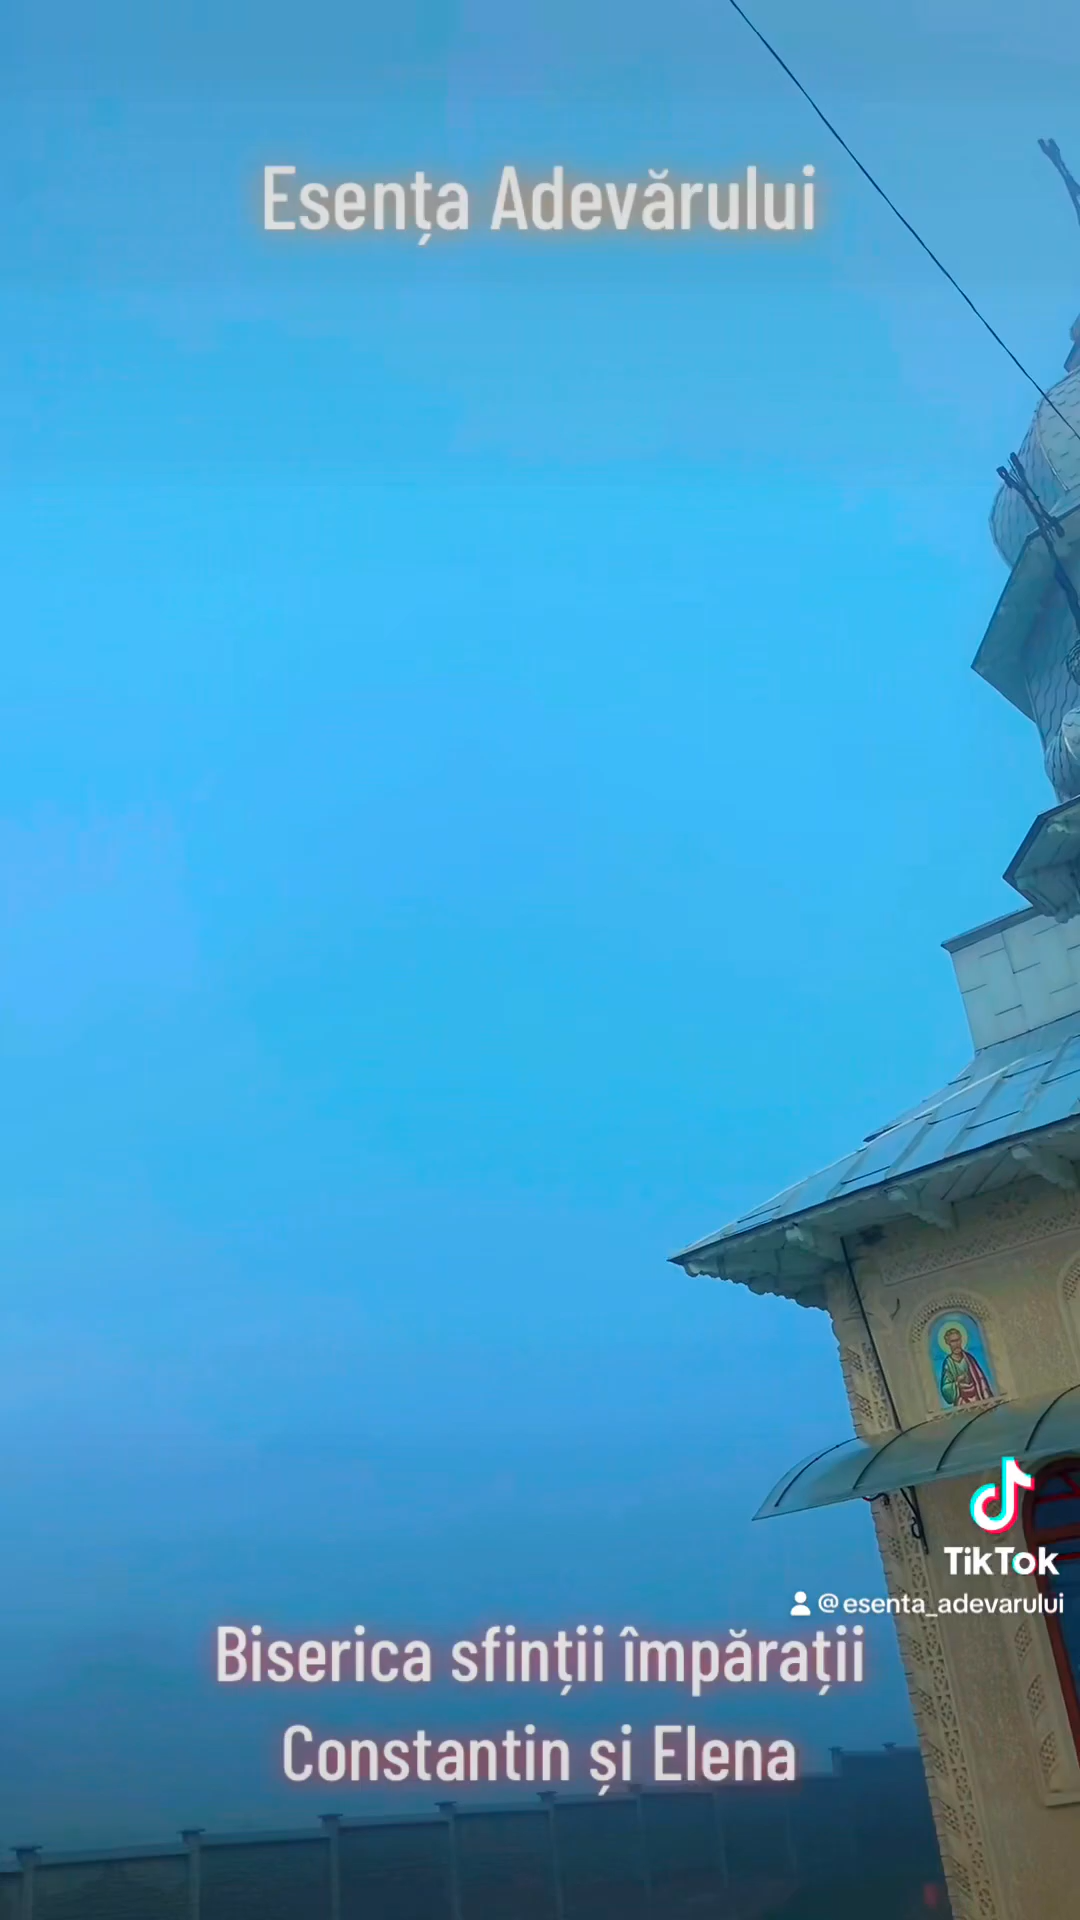 Esența Adevărului
TikTok
@esenta_adevarului
Biserica sfinții împărații
Constantin și Elena